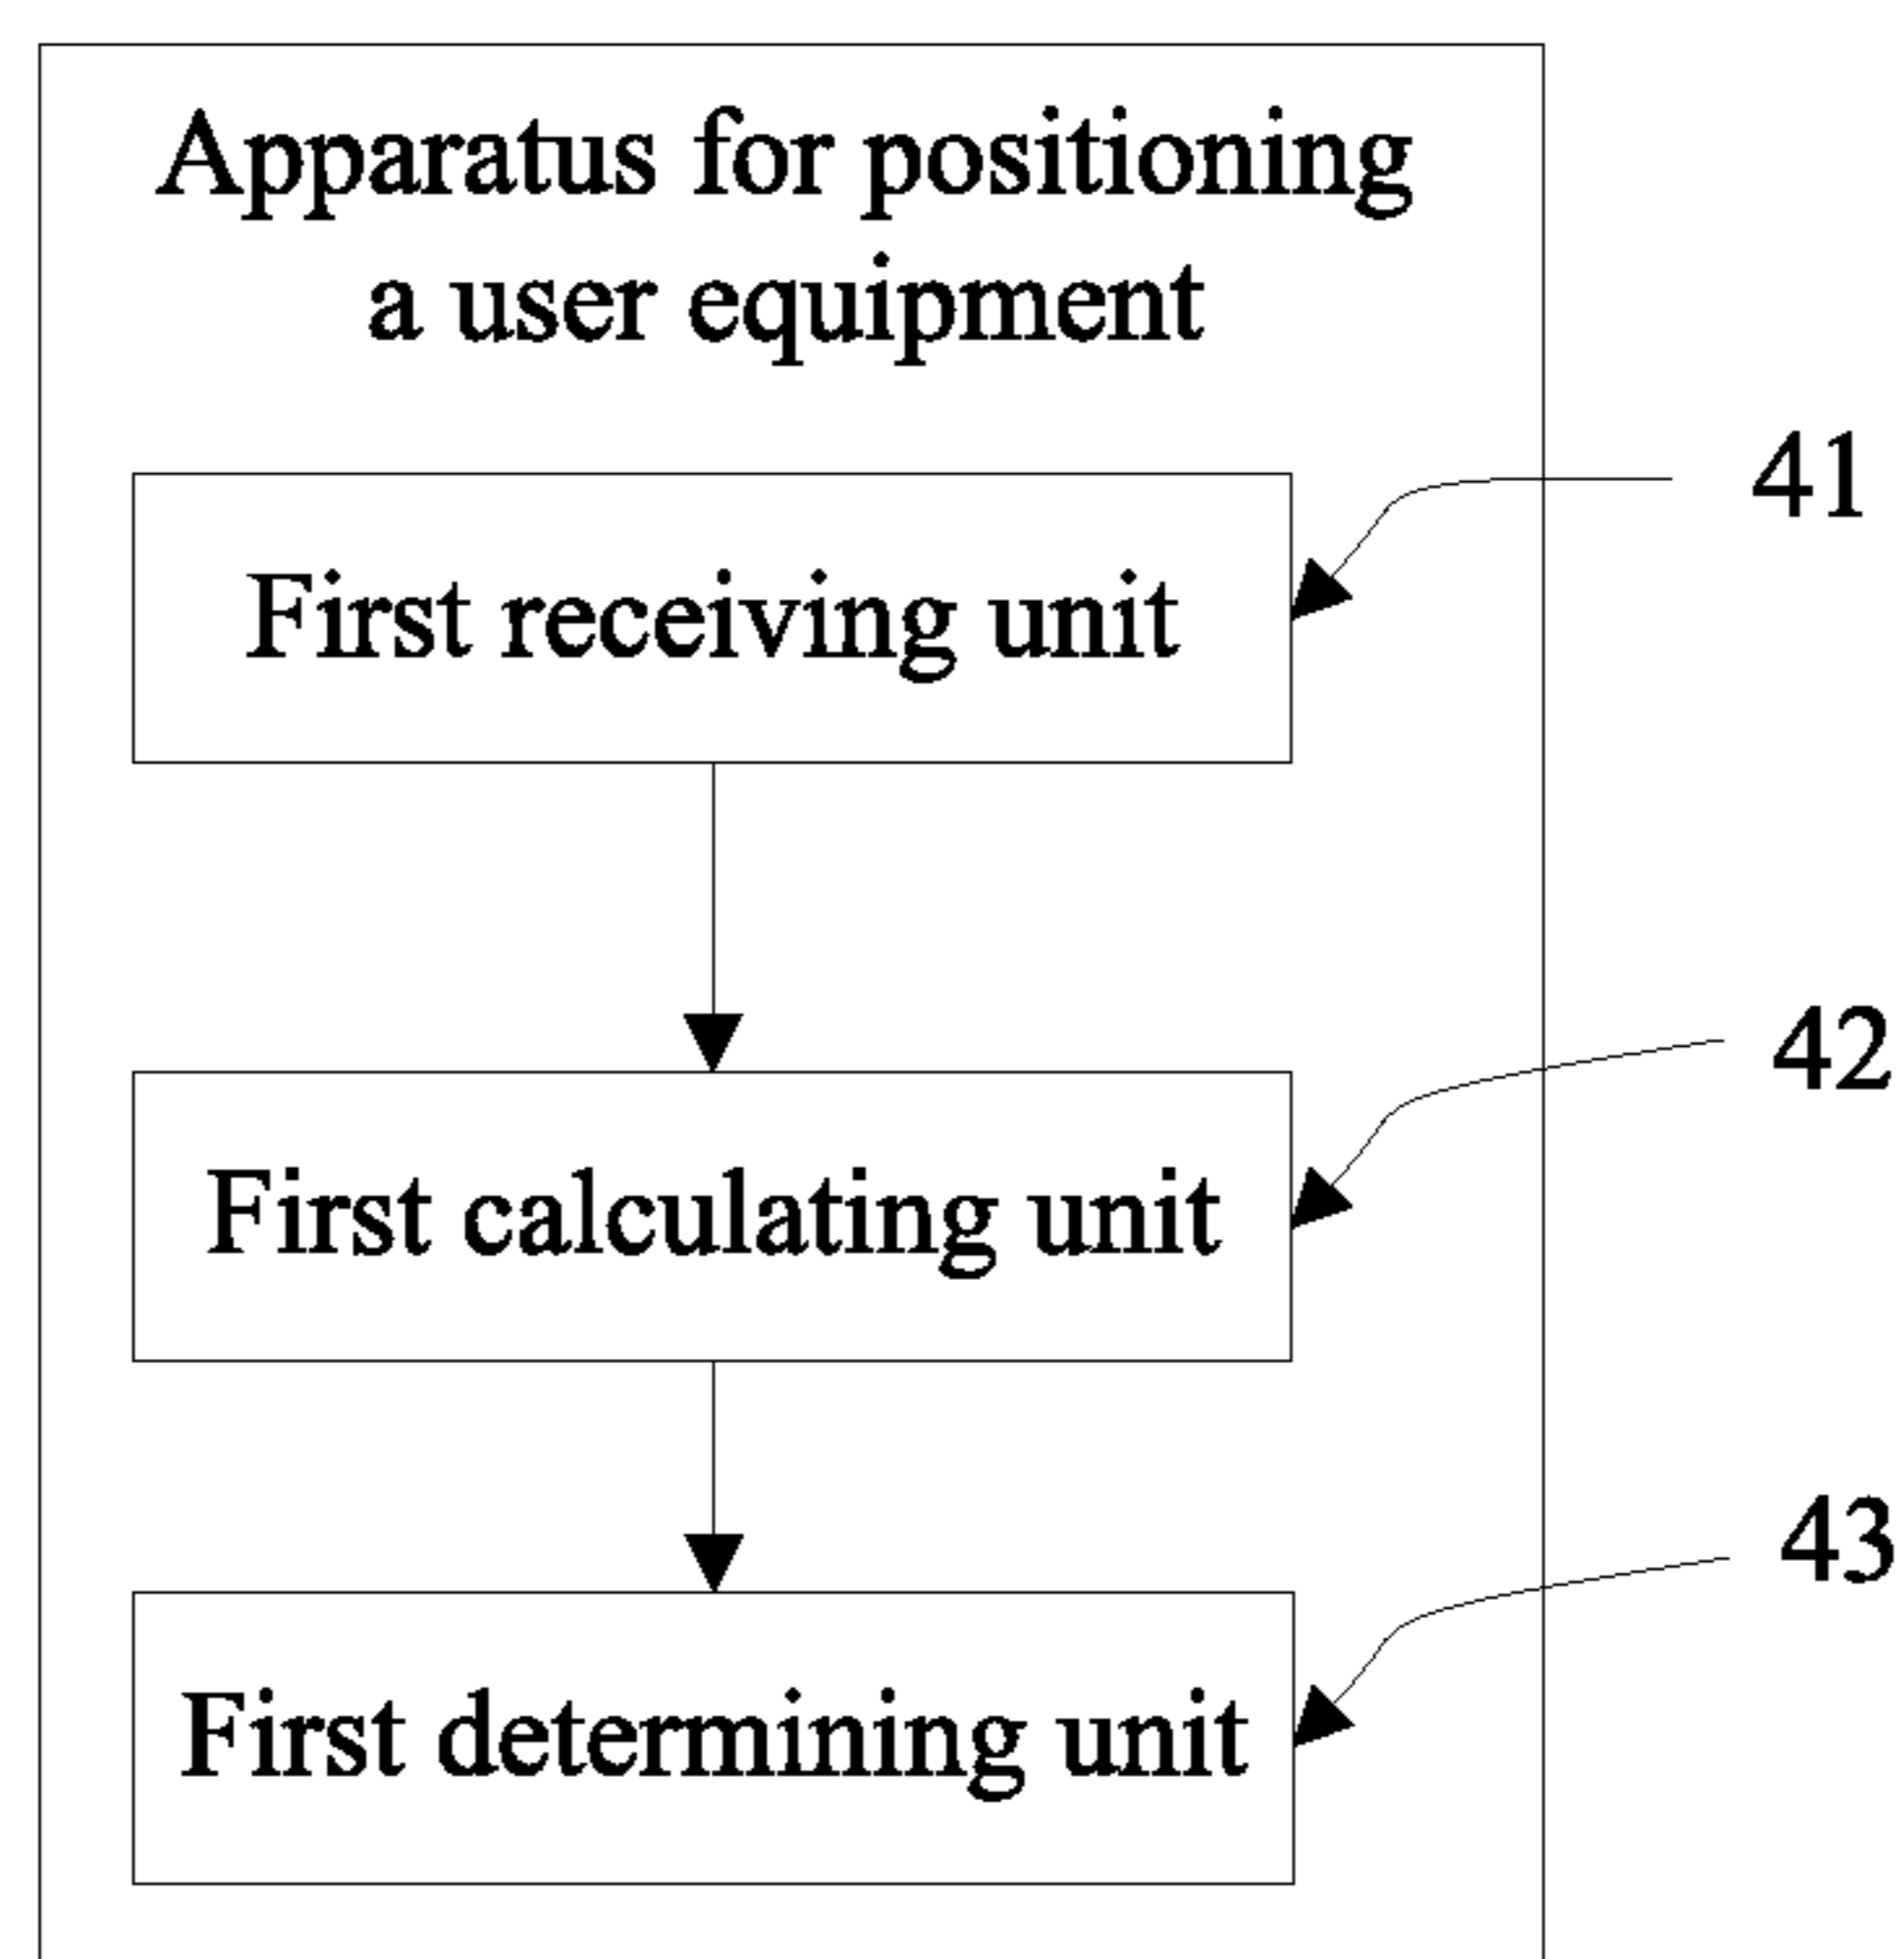 Apparatus for positioning
a user equipment
41
First receiving unit
42
First calculating unit
43
First determining unit